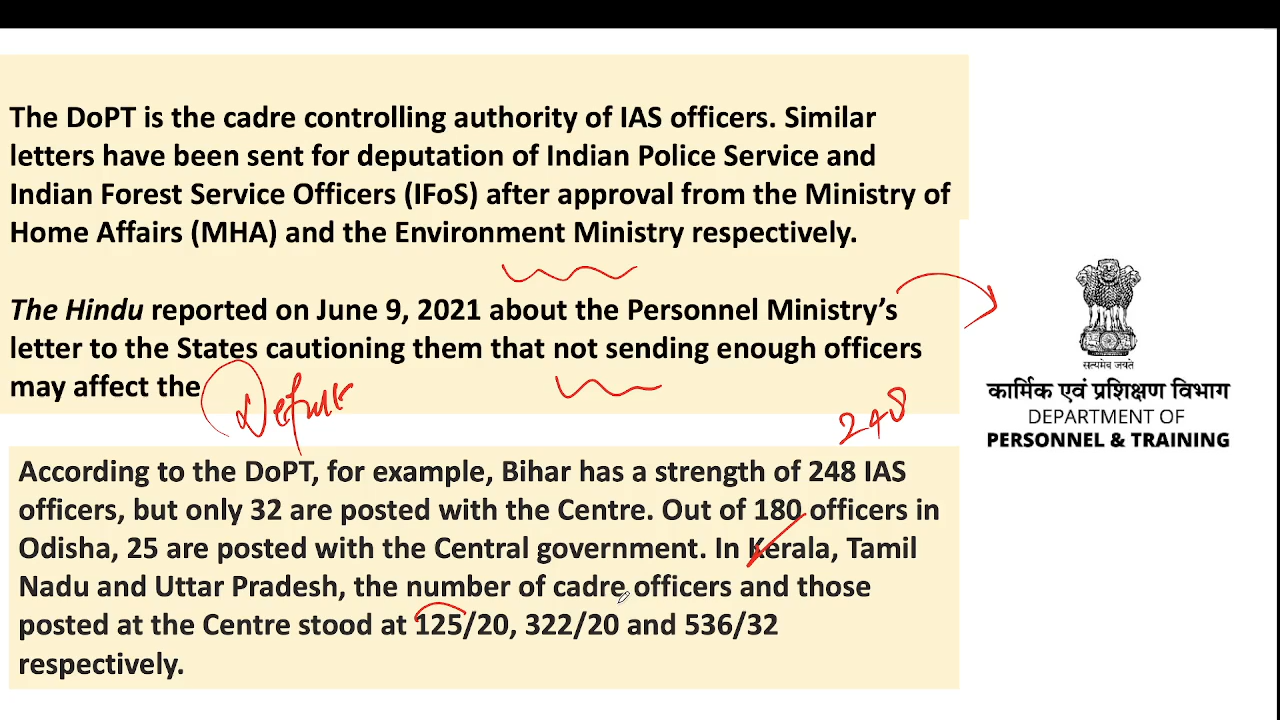 The DoPT is the cadre controlling authority of IAS officers. Similar
letters have been sent for deputation of Indian Police Service and
Indian Forest Service Officers (IFoS) after approval from the Ministry of
Home Affairs (MHA) and the Environment Ministry respectively.
The Hindu reported on June 9, 2021 about the Personnel Ministry’s
letter to the States cautioning them that not sending enough officers
may affect the
248
According to the DoPT, for example, Bihar has a strength of 248 IAS
officers, but only 32 are posted with the Centre. Out of 180 officers in
Odisha, 25 are posted with the Central government. In Kerala, Tamil
Nadu and Uttar Pradesh, the number of cadre officers and those
posted at the Centre stood at 125/20, 322/20 and 536/32
respectively.
सत्यमेव जयते
कार्मिक एवं प्रशिक्षण विभाग
DEPARTMENT OF
PERSONNEL & TRAINING